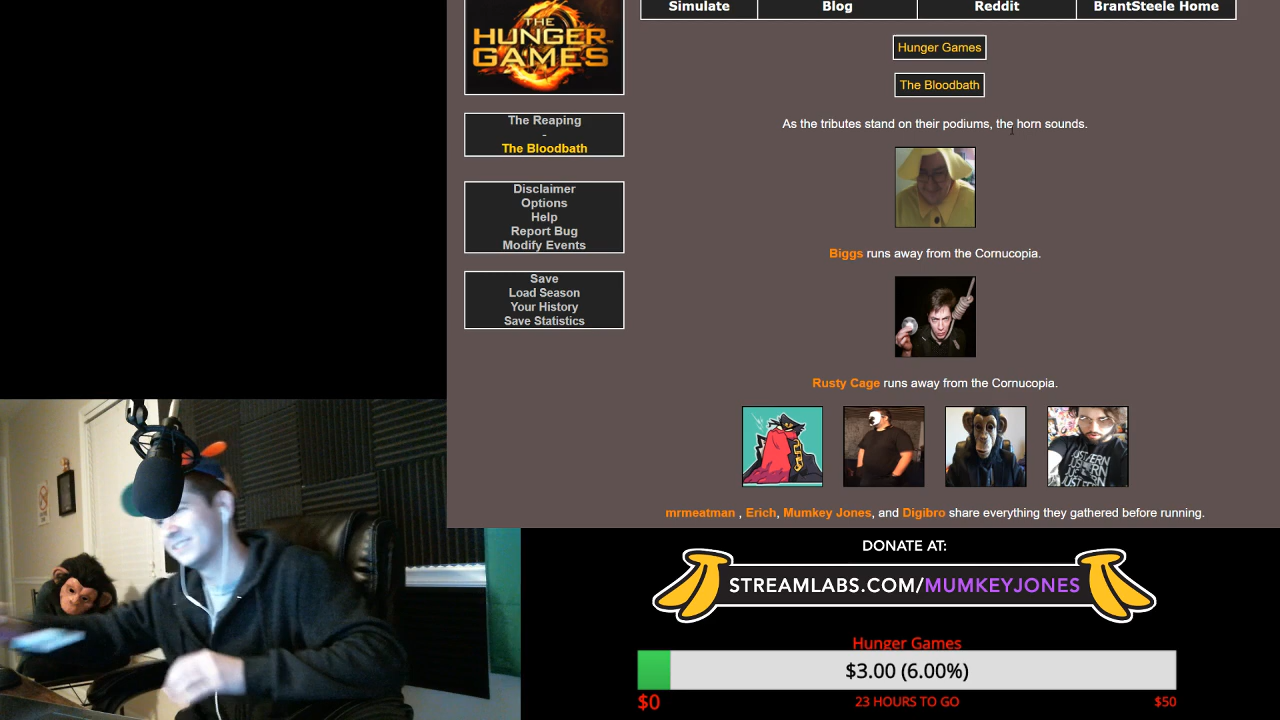 Simulate
Blog
Reddit
BrantSteele Home
THE
HUNGER
GAMES
Hunger Games
The Bloodbath
The Reaping
-
The Bloodbath
As the tributes stand on their podiums, the horn sounds.
Disclaimer
Options
Help
Report Bug
Modify Events
Biggs runs away from the Cornucopia.
Save
Load Season
Your History
Save Statistics
Rusty Cage runs away from the Cornucopia.
mrmeatman , Erich, Mumkey Jones, and Digibro share everything they gathered before running.
DONATE AT:
STREAMLABS.COM/MUMKEYJONES
Hunger Games
$3.00 (6.00%)
$0
23 HOURS TO GO
$50